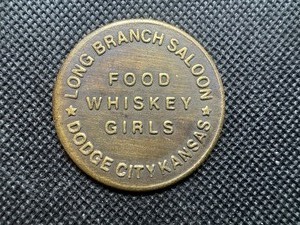 LONG BRANCH SALOON
FOOD
WHISKEY
GIRLS
DODGE CITY KANSAS